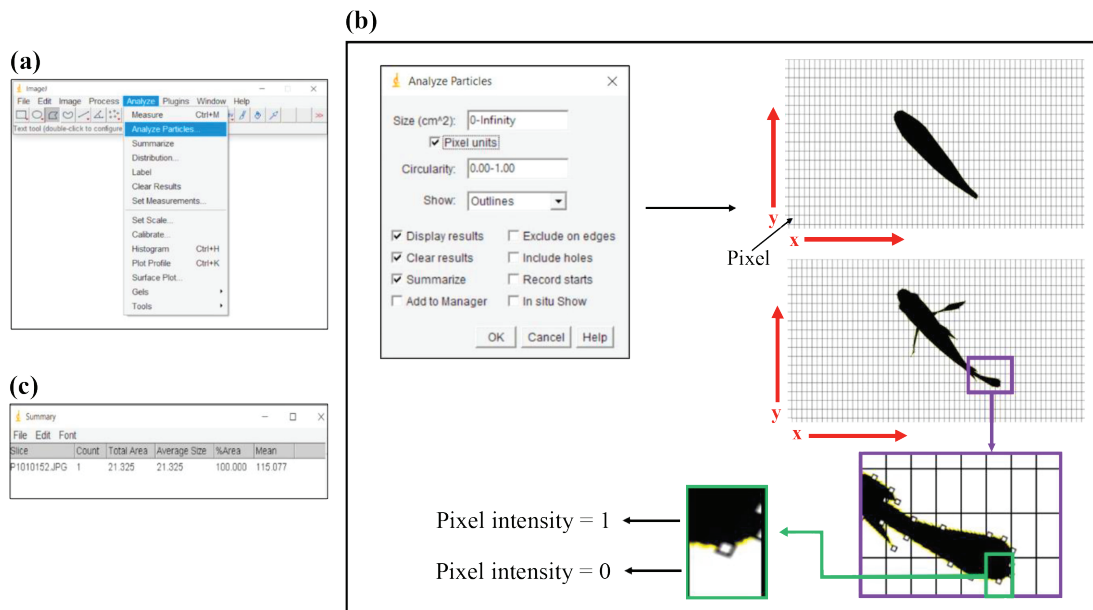 (a)
ImageJ
File Edit Image Process Analyze Plugins Window Help
Text tool (double-click to configure
Measure Ctrl+M
Analyze Particles...
Summarize
Distribution...
Label
Clear Results
Set Measurements...
Set Scale...
Calibrate...
Histogram Ctrl+H
Plot Profile Ctrl+K
Surface Plot...
Gels
Tools
(b)
Analyze Particles
Size (cm^2): 0-Infinity
Pixel units
Circularity: 0.00-1.00
Show: Outlines
Display results Exclude on edges
Clear results Include holes
Summarize Record starts
Add to Manager In situ Show
OK Cancel Help
y
x
Pixel
y
x
Pixel intensity = 1
Pixel intensity = 0
(c)
Summary
File Edit Font
Slice Count Total Area Average Size %Area Mean
P1010152.JPG 1 21.325 21.325 100.000 115.077